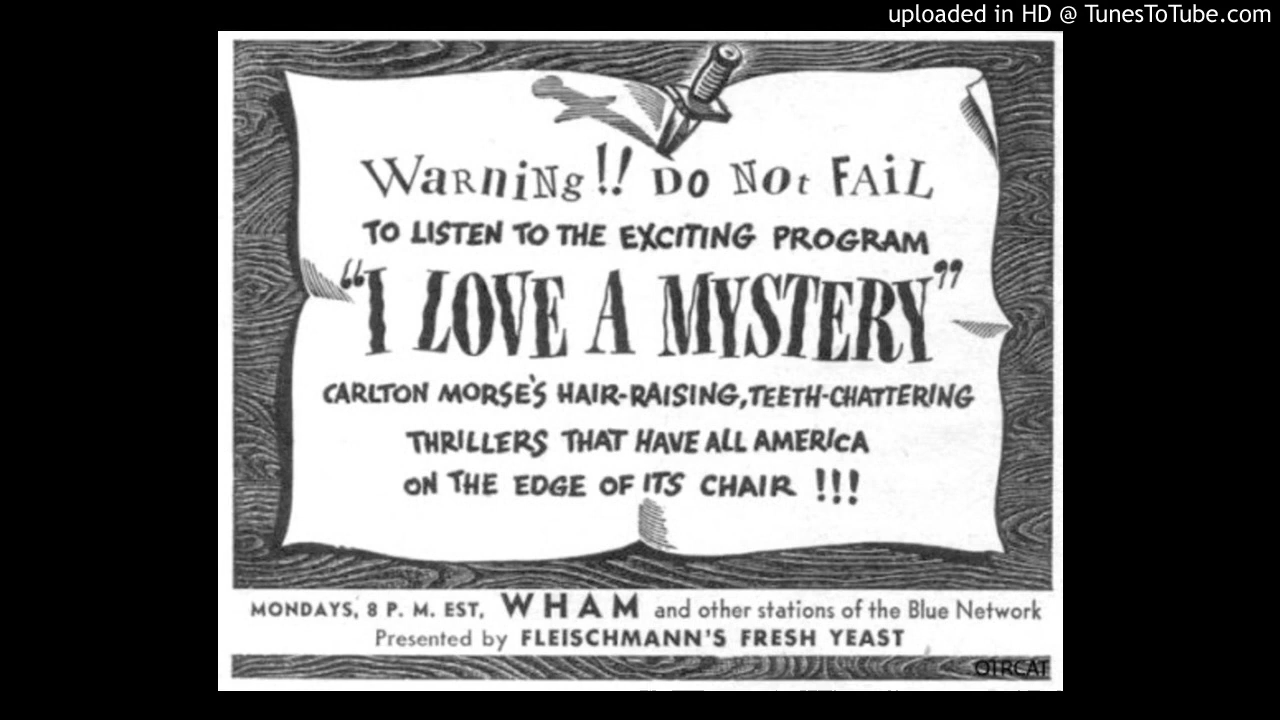 uploaded in HD @ TunesToTube.com
WaRniNg!! Do Not FAiL
TO LISTEN TO THE EXCITING PROGRAM
“I LOVE A MYSTERY”
CARLTON MORSE'S HAIR-RAISING, TEETH-CHATTERING
THRILLERS THAT HAVE ALL AMERICA
ON THE EDGE OF ITS CHAIR !!!
MONDAYS, 8 P. M. EST, WHAM and other stations of the Blue Network
Presented by FLEISCHMANN'S FRESH YEAST
OTRCAT